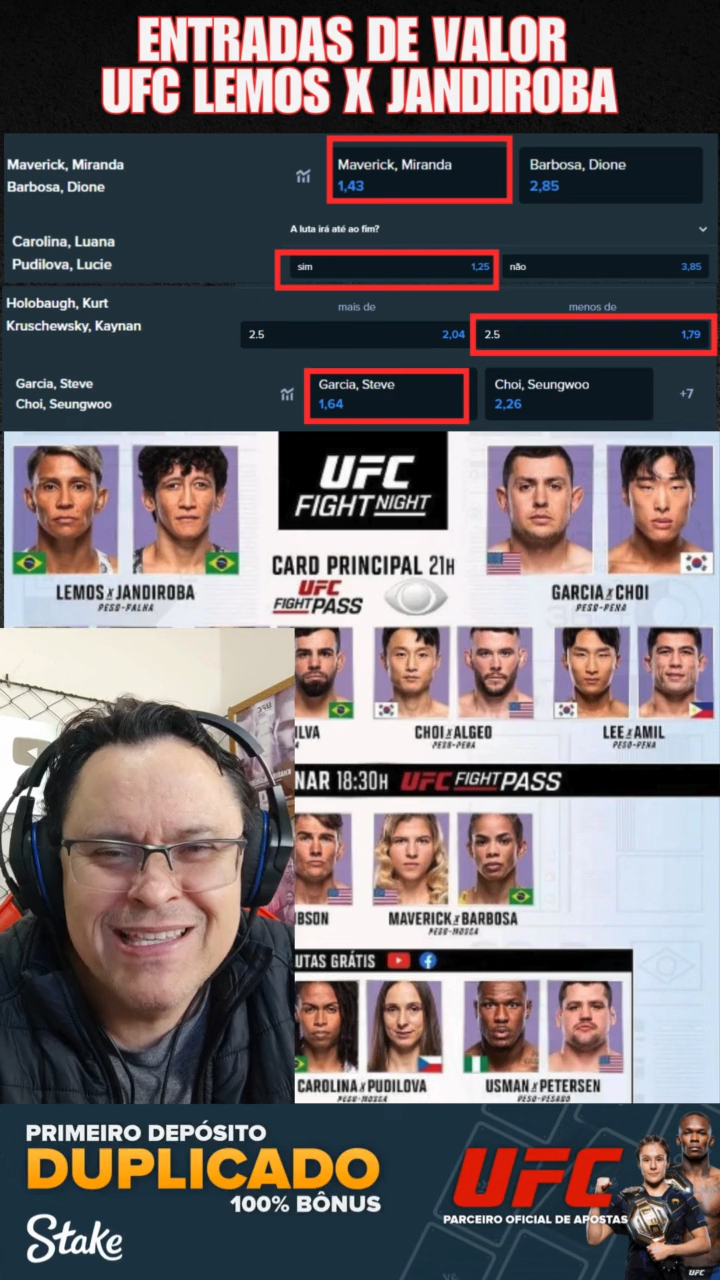 ENTRADAS DE VALOR
UFC LEMOS X JANDIROBA
Maverick, Miranda
Barbosa, Dione
Maverick, Miranda
1,43
Barbosa, Dione
2,85
Carolina, Luana
Pudilova, Lucie
A luta irá até ao fim?
sim 1,25
não 3,85
Holobaugh, Kurt
Kruschewsky, Kaynan
mais de
2.5 2,04
menos de
2.5 1,79
Garcia, Steve
Choi, Seungwoo
Garcia, Steve
1,64
Choi, Seungwoo
2,26
+7
UFC
FIGHT NIGHT
CARD PRINCIPAL 21H
UFC
FIGHT PASS
LEMOS X JANDIROBA
PESO-PALHA
GARCIA X CHOI
PESO-PENA
ILVA
CHOI X ALGEO
PESO-PENA
LEE X AMIL
PESO-PENA
NAR 18:30H UFC FIGHT PASS
BSON
MAVERICK X BARBOSA
PESO-MOSCA
UTAS GRÁTIS
CAROLINA X PUDILOVA
PESO-MOSCA
USMAN X PETERSEN
PESO-PESADO
PRIMEIRO DEPÓSITO
DUPLICADO
100% BÔNUS
Stake
UFC
PARCEIRO OFICIAL DE APOSTAS
UFC